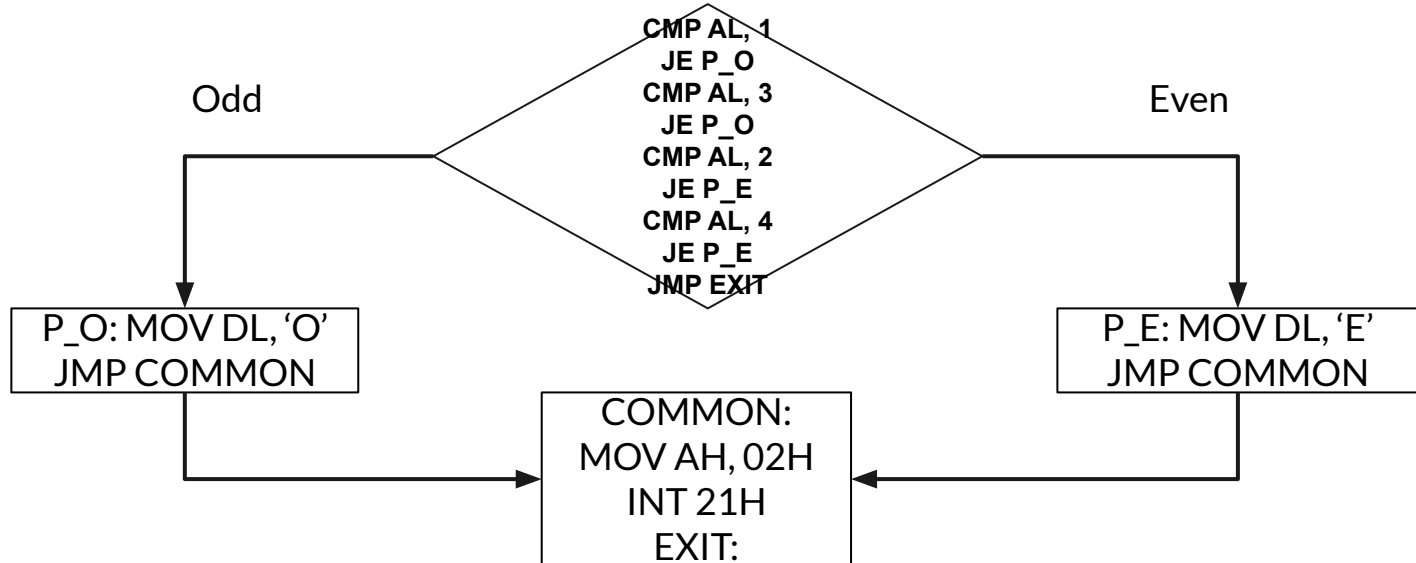 CMP AL, 1
JE P_O
CMP AL, 3
JE P_O
CMP AL, 2
JE P_E
CMP AL, 4
JE P_E
JMP EXIT
Odd
Even
P_O: MOV DL, ‘O’
JMP COMMON
P_E: MOV DL, ‘E’
JMP COMMON
COMMON:
MOV AH, 02H
INT 21H
EXIT: